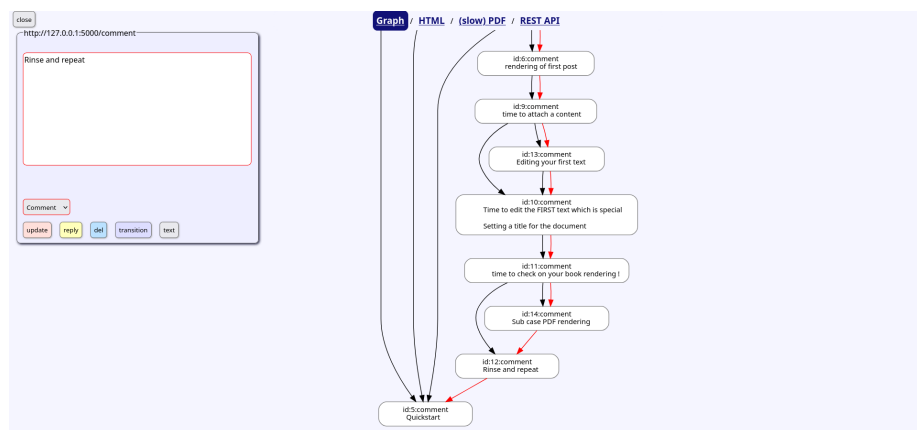 close
Graph / HTML / (slow) PDF / REST API
http://127.0.0.1:5000/comment
Rinse and repeat
Comment
update reply del transition text
id:6:comment
rendering of first post
id:9:comment
time to attach a content
id:13:comment
Editing your first text
id:10:comment
Time to edit the FIRST text which is special
Setting a title for the document
id:11:comment
time to check on your book rendering !
id:14:comment
Sub case PDF rendering
id:12:comment
Rinse and repeat
id:5:comment
Quickstart